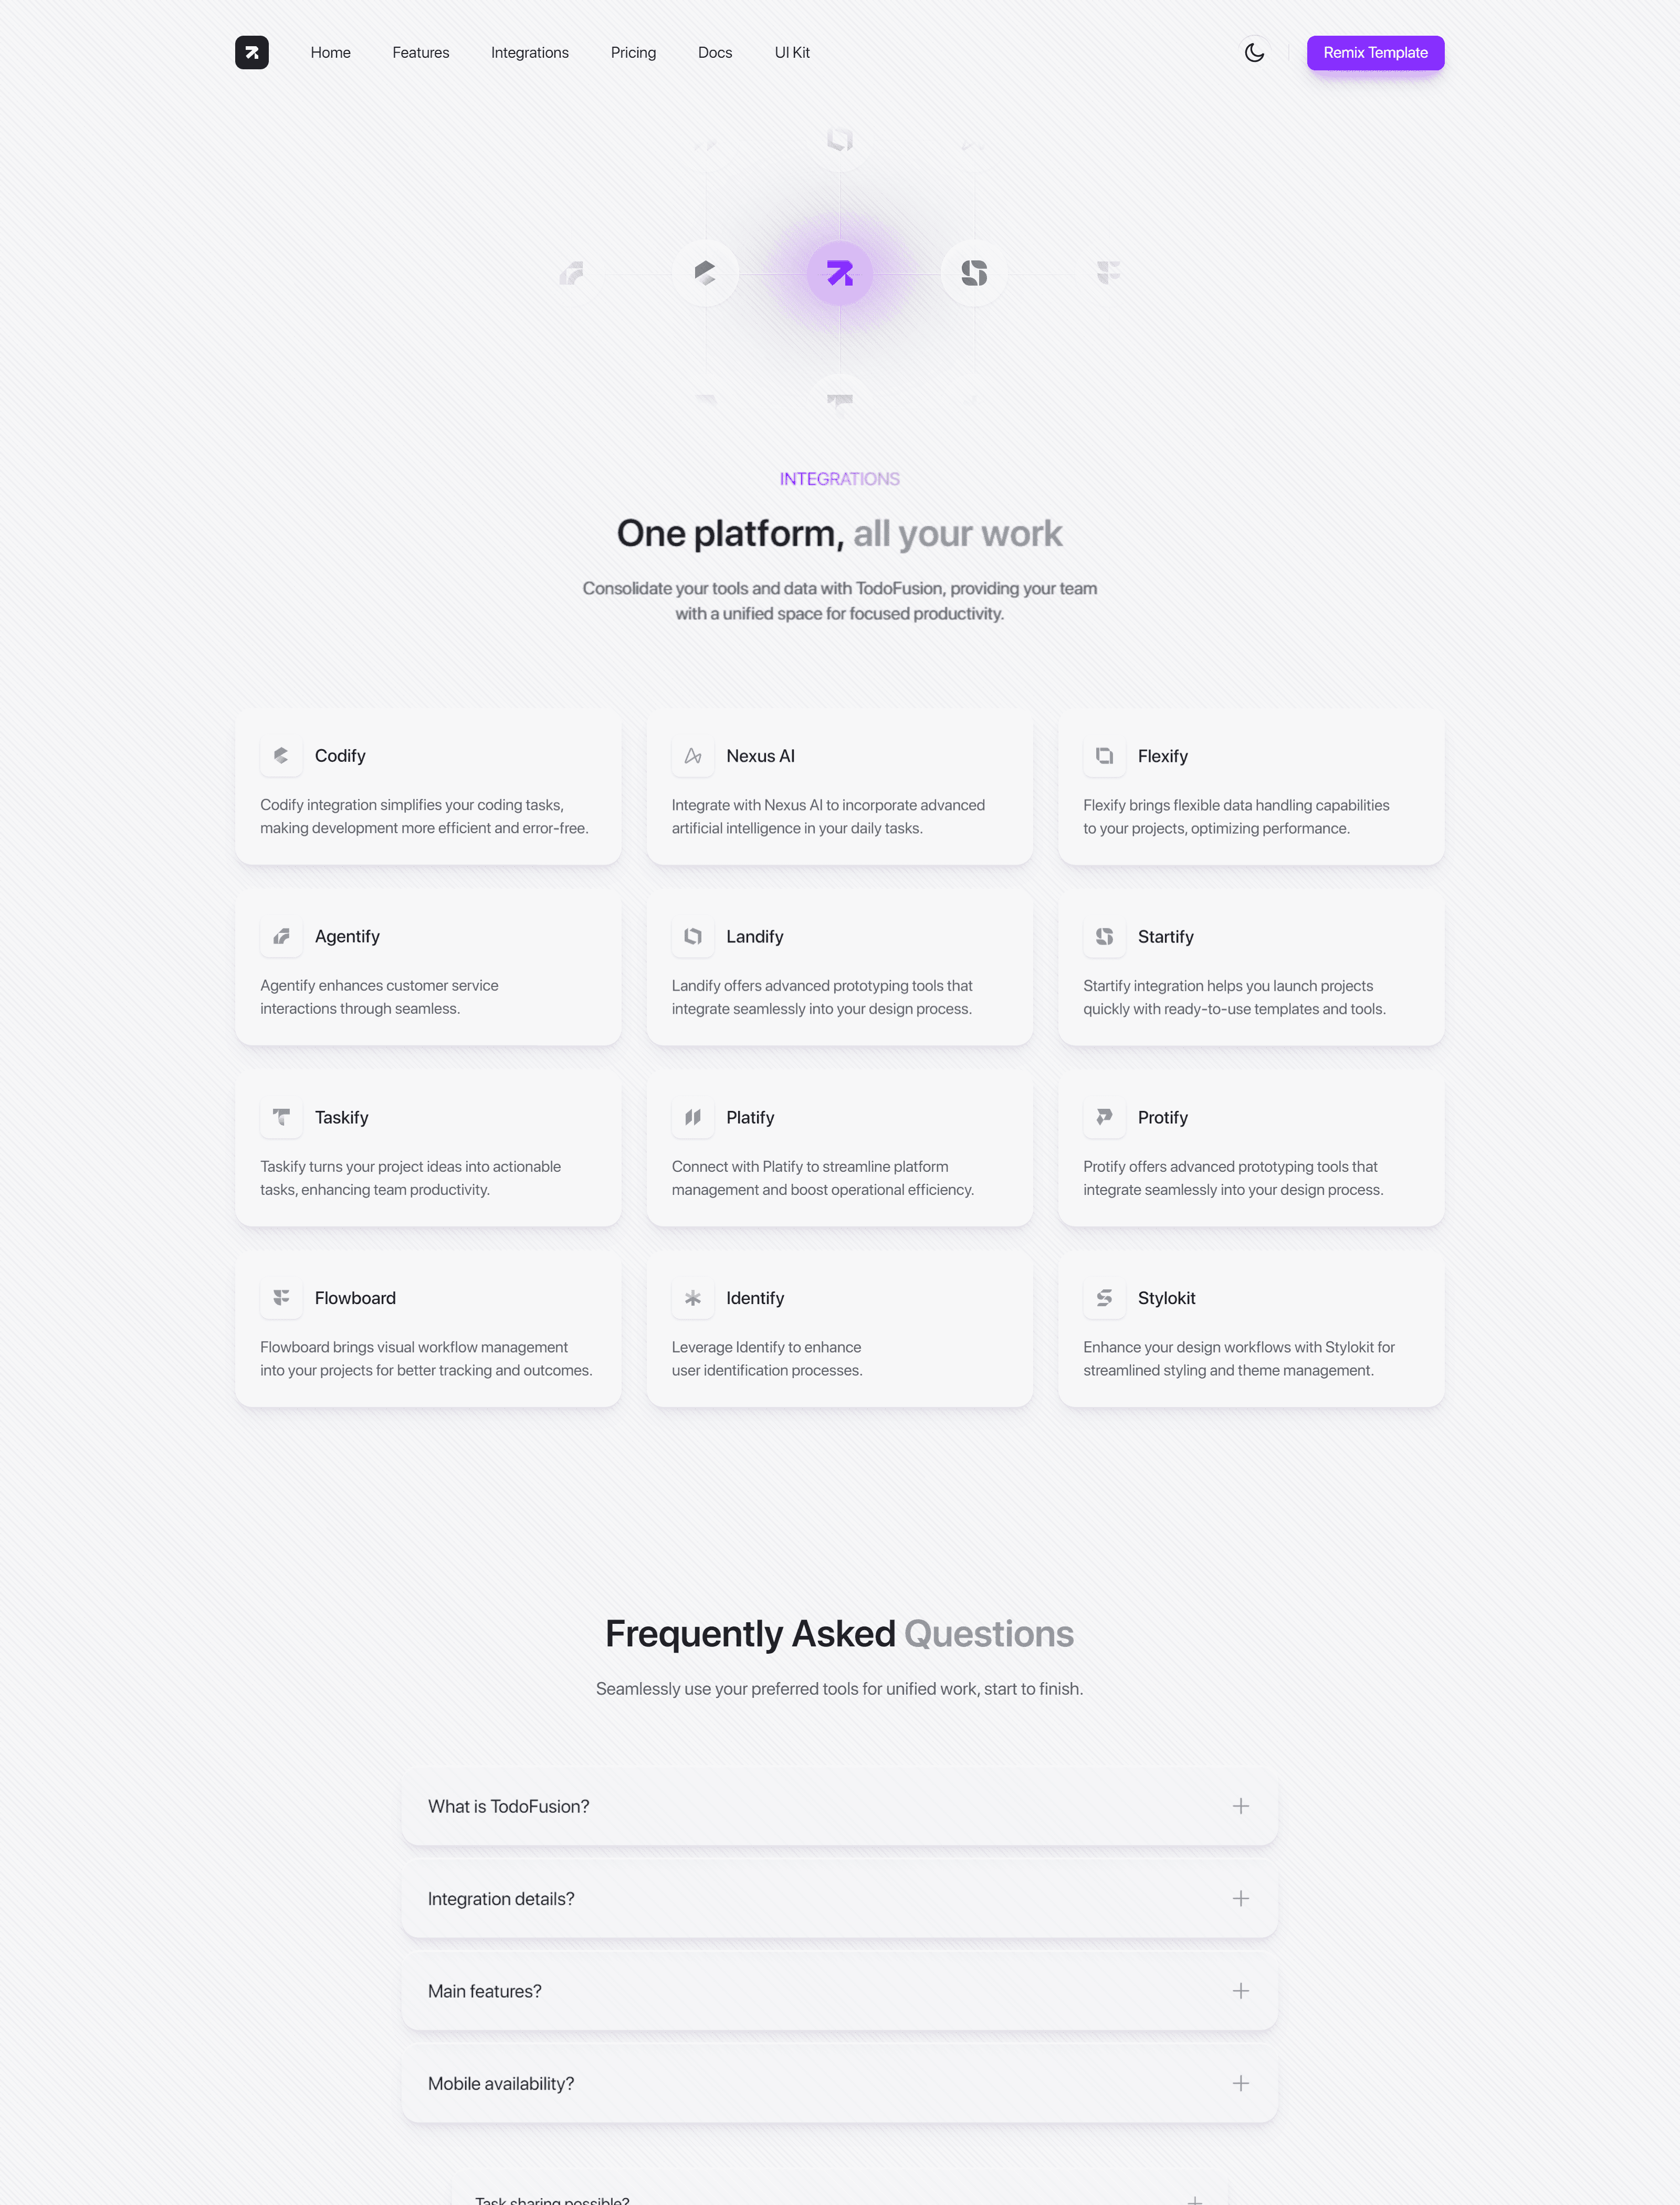 Home
Features
Integrations
Pricing
Docs
UI Kit
Remix Template
INTEGRATIONS
One platform, all your work
Consolidate your tools and data with TodoFusion, providing your team
with a unified space for focused productivity.
Codify
Codify integration simplifies your coding tasks,
making development more efficient and error-free.
Nexus AI
Integrate with Nexus AI to incorporate advanced
artificial intelligence in your daily tasks.
Flexify
Flexify brings flexible data handling capabilities
to your projects, optimizing performance.
Agentify
Agentify enhances customer service
interactions through seamless.
Landify
Landify offers advanced prototyping tools that
integrate seamlessly into your design process.
Startify
Startify integration helps you launch projects
quickly with ready-to-use templates and tools.
Taskify
Taskify turns your project ideas into actionable
tasks, enhancing team productivity.
Platify
Connect with Platify to streamline platform
management and boost operational efficiency.
Protify
Protify offers advanced prototyping tools that
integrate seamlessly into your design process.
Flowboard
Flowboard brings visual workflow management
into your projects for better tracking and outcomes.
Identify
Leverage Identify to enhance
user identification processes.
Stylokit
Enhance your design workflows with Stylokit for
streamlined styling and theme management.
Frequently Asked Questions
Seamlessly use your preferred tools for unified work, start to finish.
What is TodoFusion?
Integration details?
Main features?
Mobile availability?
Task sharing possible?